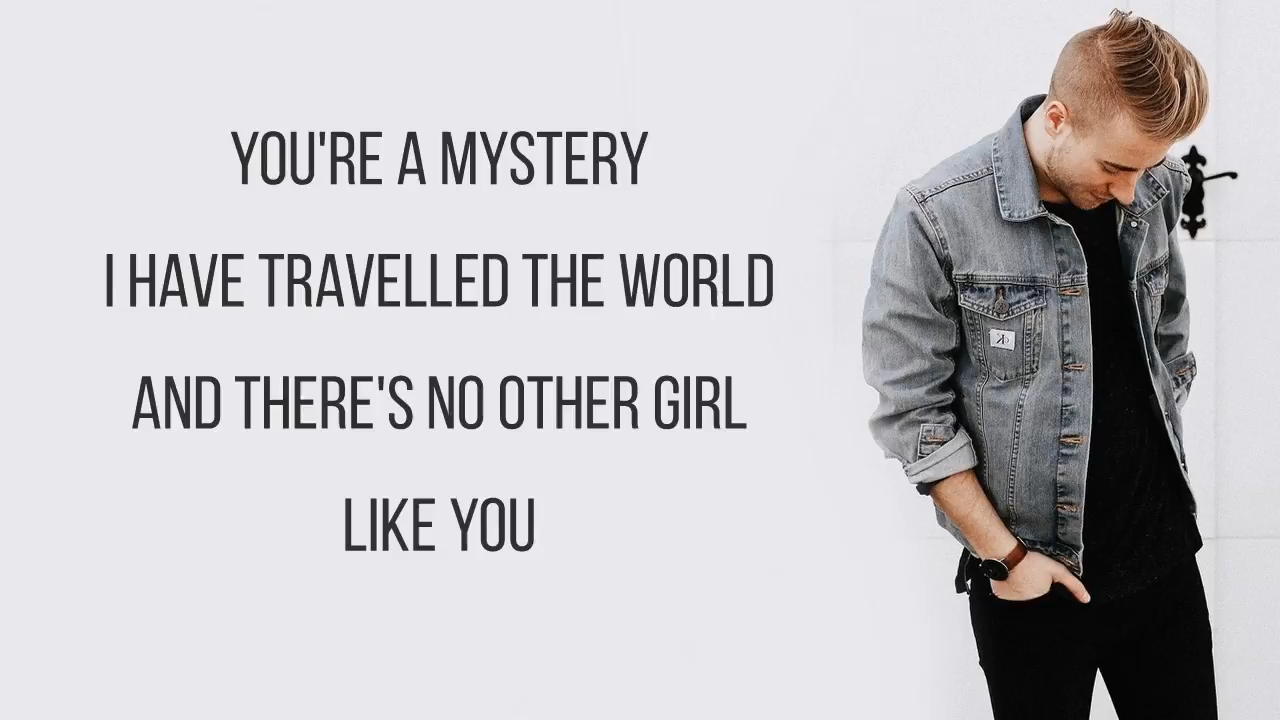 YOU'RE A MYSTERY
I HAVE TRAVELLED THE WORLD
AND THERE'S NO OTHER GIRL
LIKE YOU